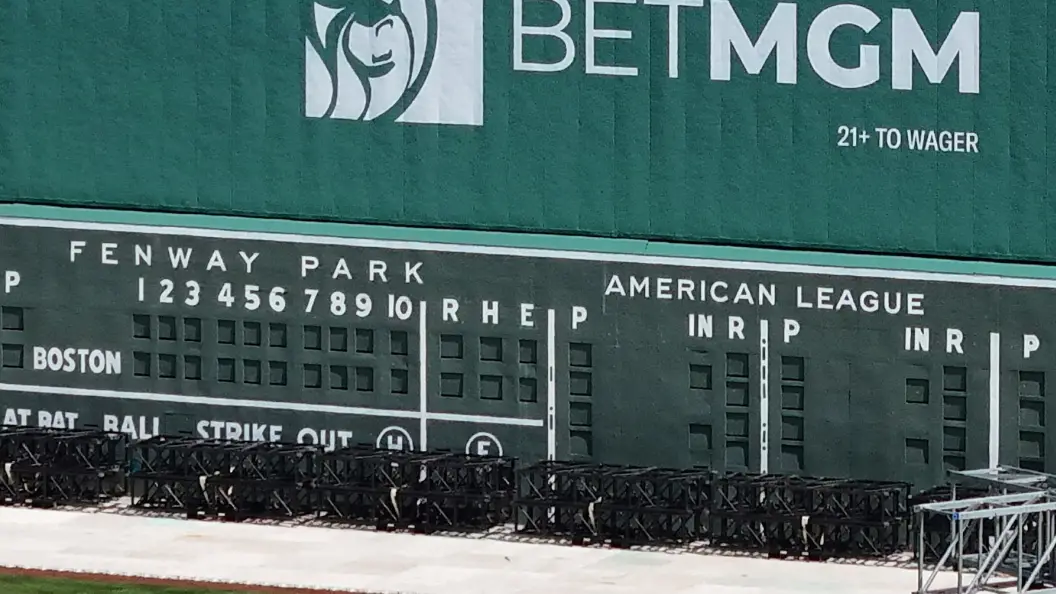 BETMGM
21+ TO WAGER
FENWAY PARK
AMERICAN LEAGUE
P 1 2 3 4 5 6 7 8 9 10 R H E P IN R P IN R P
BOSTON
AT BAT BALL STRIKE OUT H E